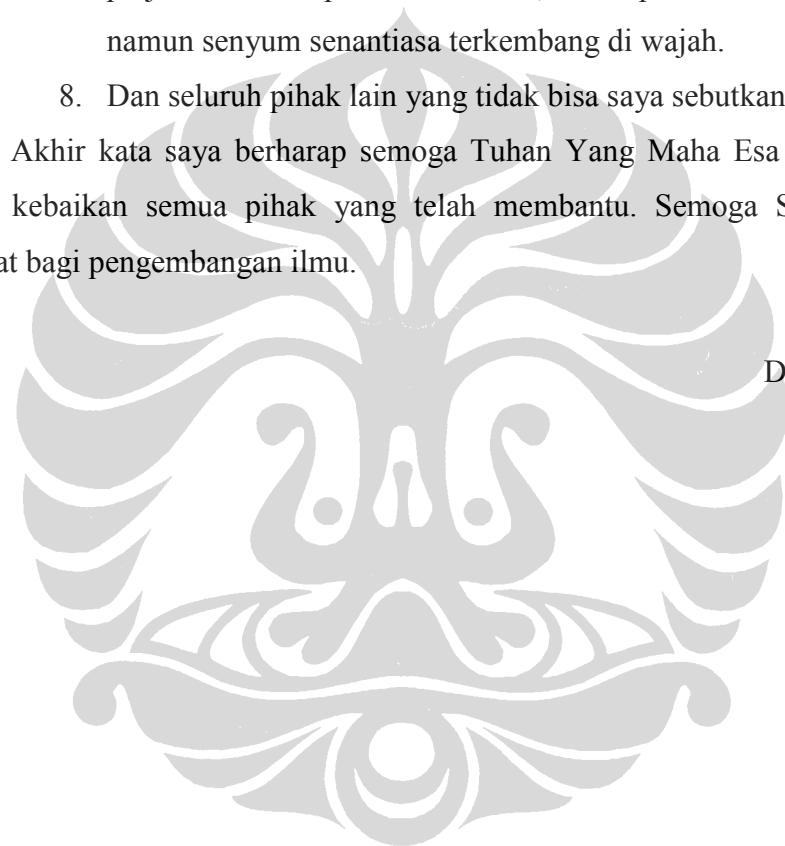 namun senyum senantiasa terkembang di wajah.
8. Dan seluruh pihak lain yang tidak bisa saya sebutkan
Akhir kata saya berharap semoga Tuhan Yang Maha Esa
kebaikan semua pihak yang telah membantu. Semoga S
at bagi pengembangan ilmu.
D